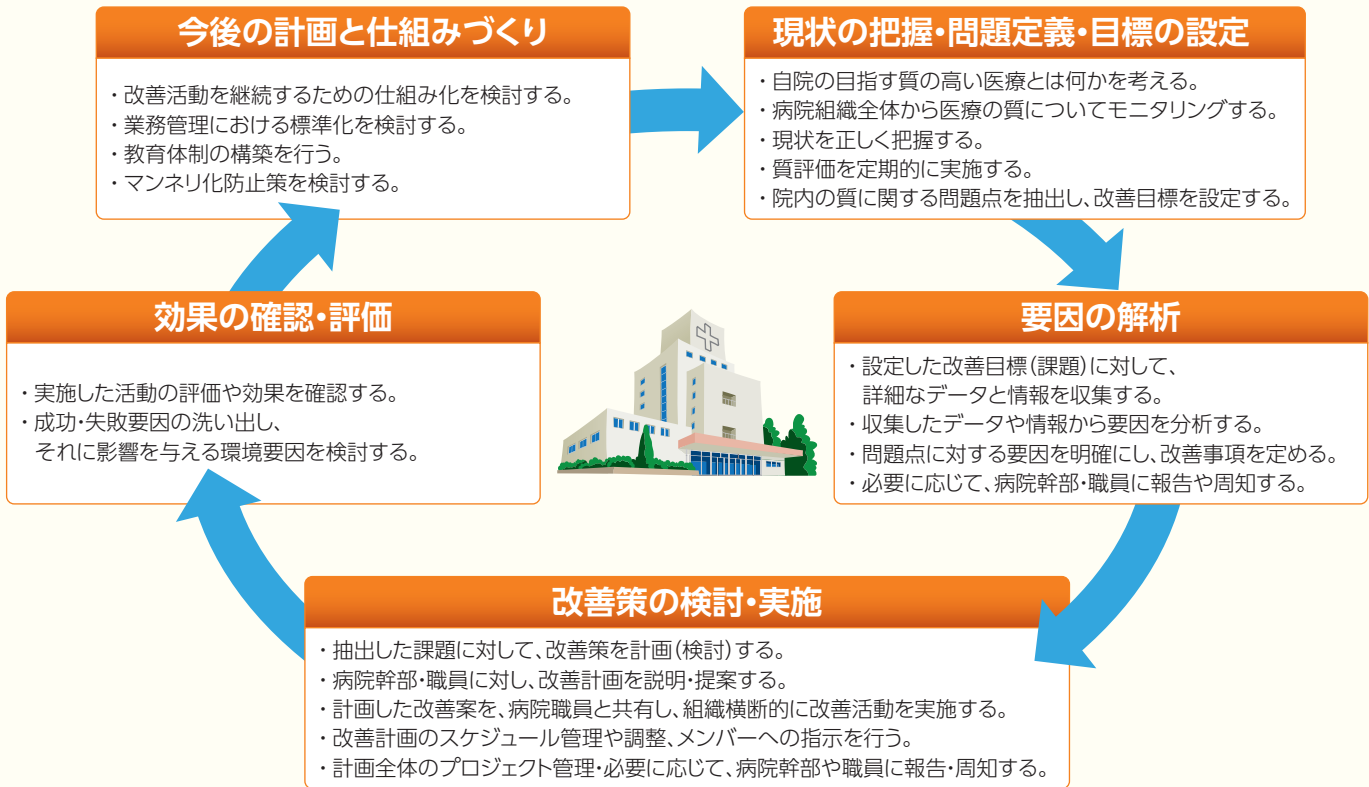 今後の計画と仕組みづくり
・改善活動を継続するための仕組み化を検討する。
・業務管理における標準化を検討する。
・教育体制の構築を行う。
・マンネリ化防止策を検討する。
現状の把握・問題定義・目標の設定
・自院の目指す質の高い医療とは何かを考える。
・病院組織全体から医療の質についてモニタリングする。
・現状を正しく把握する。
・質評価を定期的に実施する。
・院内の質に関する問題点を抽出し、改善目標を設定する。
効果の確認・評価
・実施した活動の評価や効果を確認する。
・成功・失敗要因の洗い出し、
それに影響を与える環境要因を検討する。
要因の解析
・設定した改善目標(課題)に対して、
詳細なデータと情報を収集する。
・収集したデータや情報から要因を分析する。
・問題点に対する要因を明確にし、改善事項を定める。
・必要に応じて、病院幹部・職員に報告や周知する。
改善策の検討・実施
・抽出した課題に対して、改善策を計画(検討)する。
・病院幹部・職員に対し、改善計画を説明・提案する。
・計画した改善案を、病院職員と共有し、組織横断的に改善活動を実施する。
・改善計画のスケジュール管理や調整、メンバーへの指示を行う。
・計画全体のプロジェクト管理・必要に応じて、病院幹部や職員に報告・周知する。